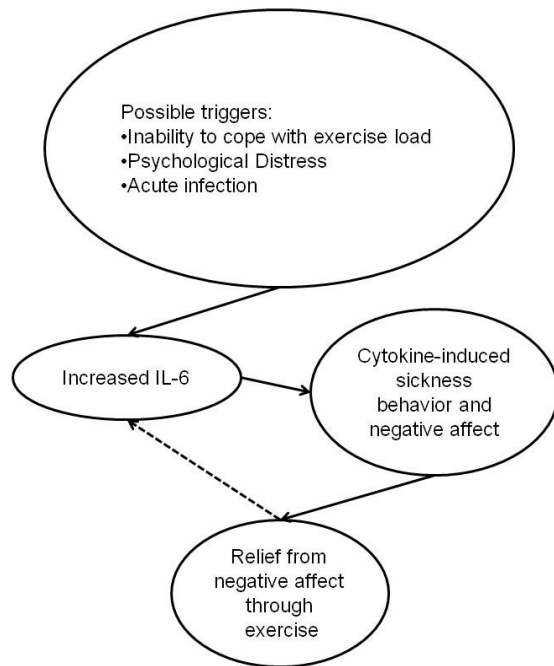 Possible triggers:
•Inability to cope with exercise load
•Psychological Distress
•Acute infection
Increased IL-6
Cytokine-induced
sickness
behavior and
negative affect
Relief from
negative affect
through
exercise